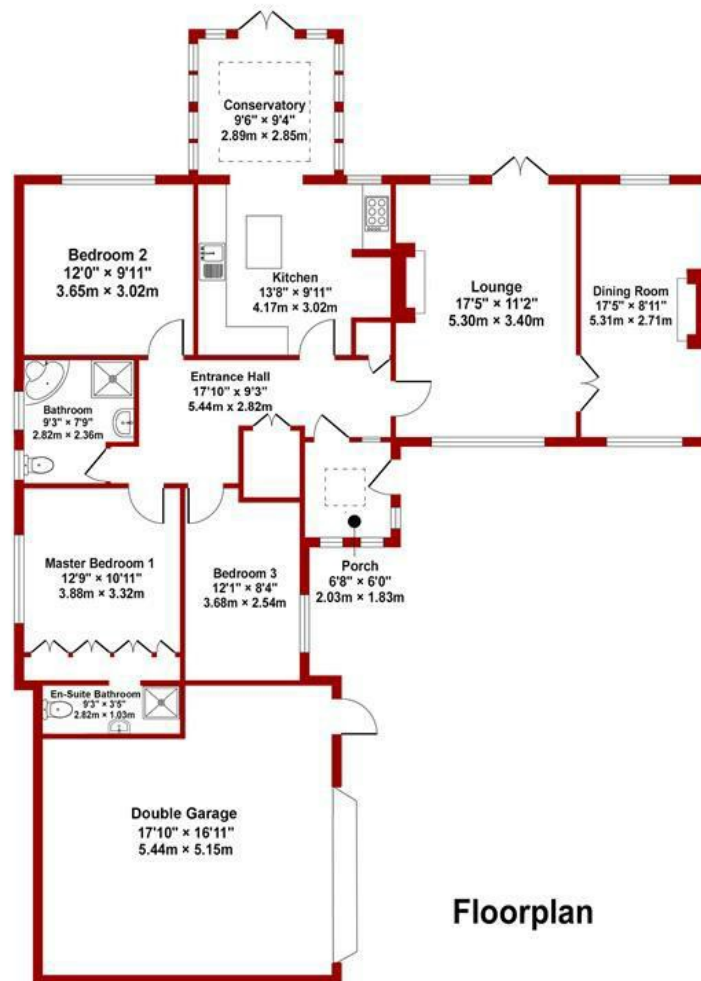 Conservatory
9'6" × 9'4"
2.89m × 2.85m
Bedroom 2
12'0" × 9'11"
3.65m × 3.02m
Kitchen
13'8" × 9'11"
4.17m × 3.02m
Lounge
17'5" × 11'2"
5.30m × 3.40m
Dining Room
17'5" × 8'11"
5.31m × 2.71m
Entrance Hall
17'10" x 9'3"
5.44m x 2.82m
Bathroom
9'3" × 7'9"
2.82m × 2.36m
Master Bedroom 1
12'9" × 10'11"
3.88m × 3.32m
Bedroom 3
12'1" × 8'4"
3.68m × 2.54m
Porch
6'8" × 6'0"
2.03m × 1.83m
En-Suite Bathroom
9'3" × 3'5"
2.82m × 1.03m
Double Garage
17'10" × 16'11"
5.44m × 5.15m
Floorplan